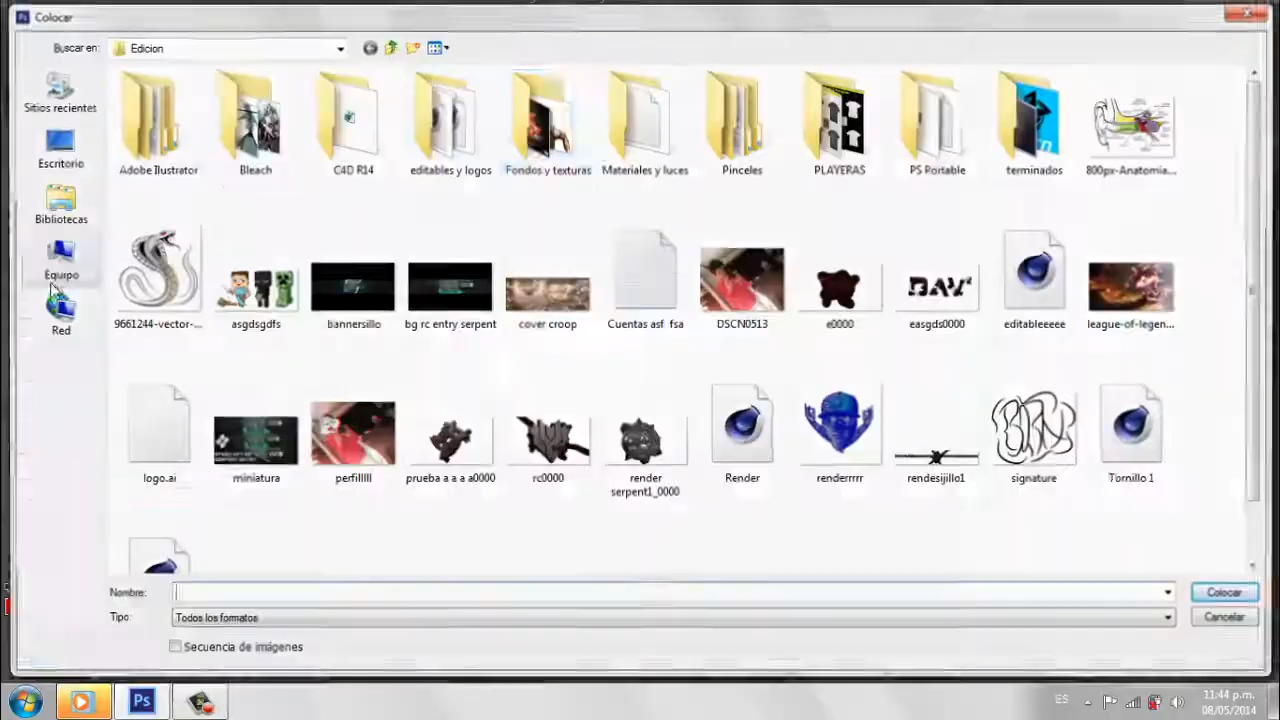 Colocar
Buscar en:
Edicion
Sitios recientes
Escritorio
Bibliotecas
Equipo
Red
Adobe Ilustrator
Bleach
C4D R14
editables y logos
Fondos y texturas
Materiales y luces
Pinceles
PLAYERAS
PS Portable
terminados
800px-Anatomia...
9661244-vector-...
asgdsgdfs
bannersillo
bg rc entry serpent
cover croop
Cuentas asf fsa
DSCN0513
e0000
easgds0000
editableeeee
league-of-legen...
logo.ai
miniatura
perfilllll
prueba a a a a0000
rc0000
render
serpent1_0000
Render
renderrrrr
rendesijillo1
signature
Tornillo 1
Nombre:
Colocar
Tipo:
Todos los formatos
Cancelar
Secuencia de imágenes
Ps
ES
11:44 p.m.
08/05/2014